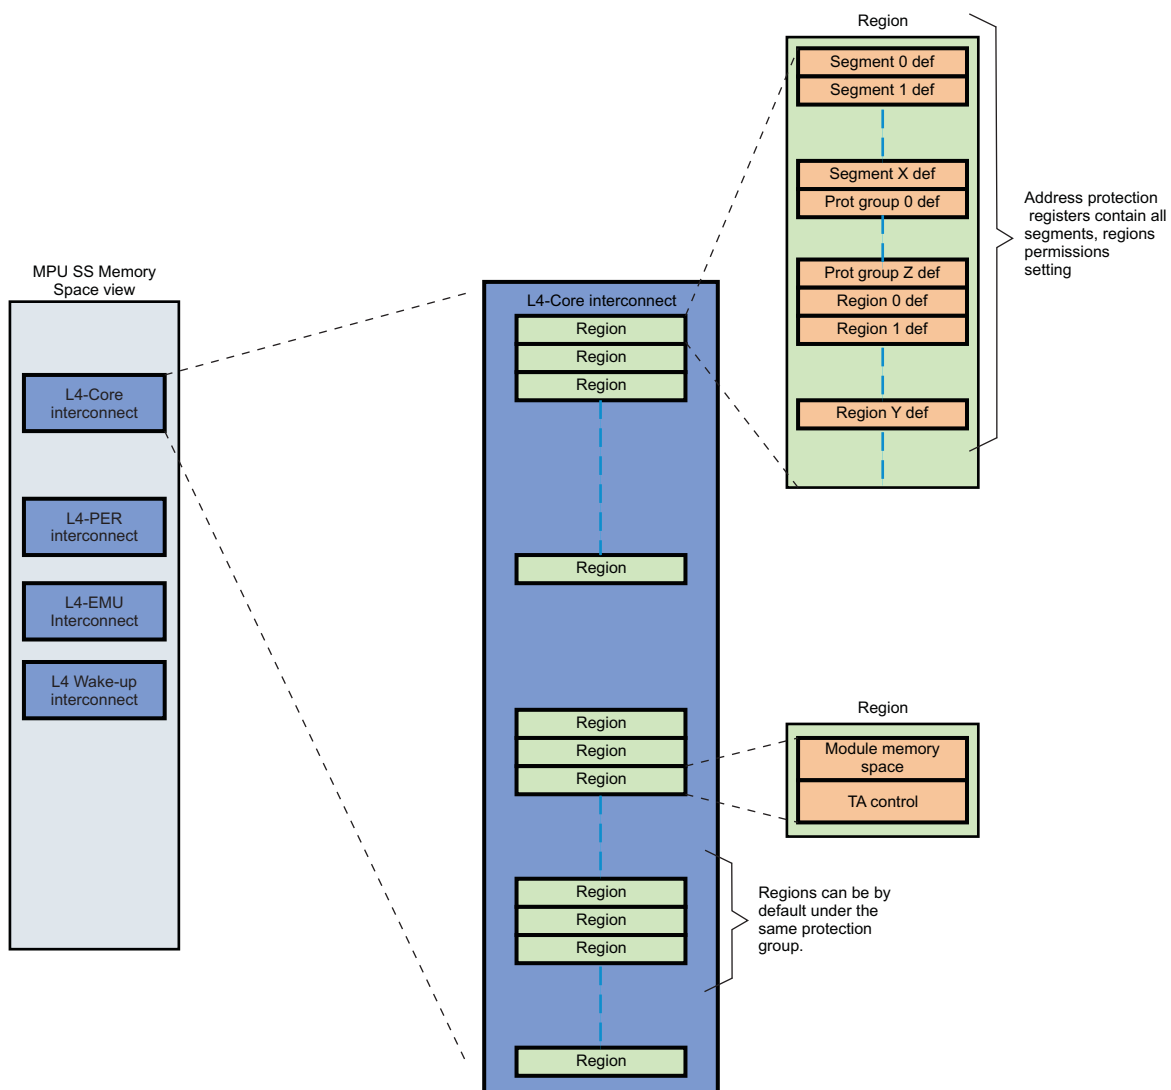 MPU SS Memory
Space view
L4-Core
interconnect
L4-PER
interconnect
L4-EMU
Interconnect
L4 Wake-up
interconnect
L4-Core interconnect
Region
Region
Region
Region
Region
Region
Region
Region
Region
Region
Region
Region
Segment 0 def
Segment 1 def
Segment X def
Prot group 0 def
Prot group Z def
Region 0 def
Region 1 def
Region Y def
Address protection
registers contain all
segments, regions
permissions
setting
Region
Module memory
space
TA control
Regions can be by
default under the
same protection
group.